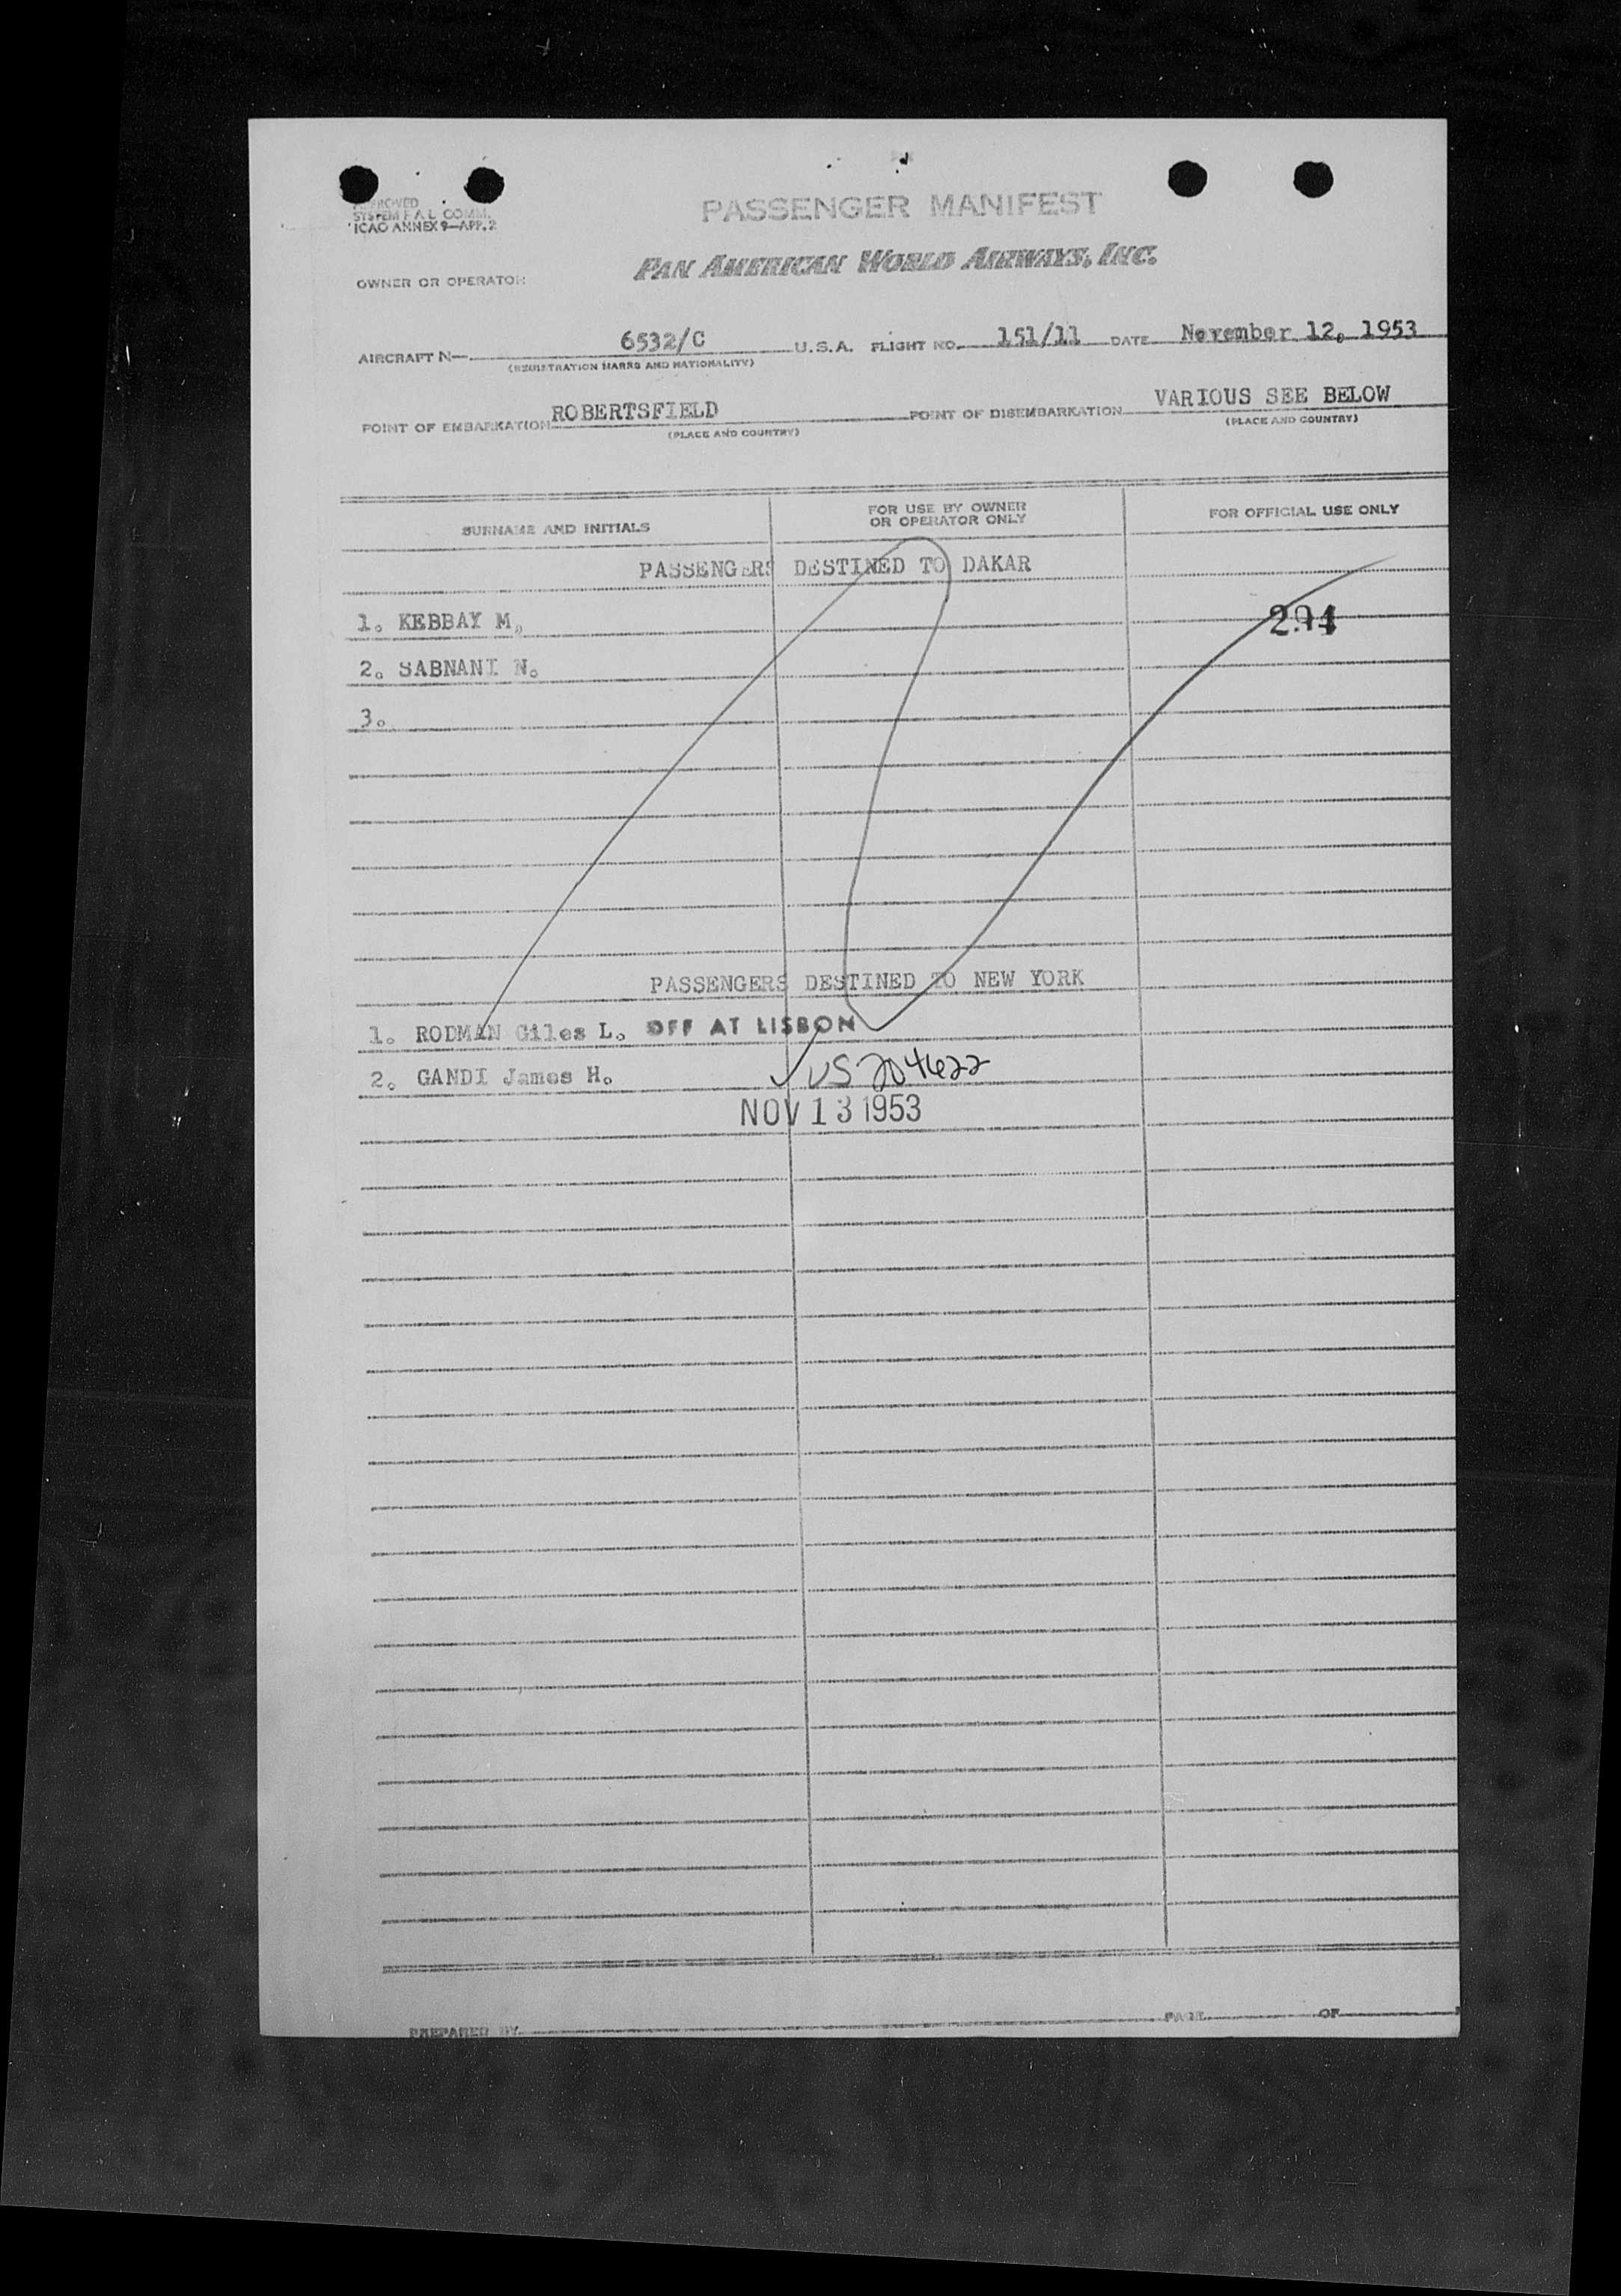 APPROVED
SYSTEM F.A.L. COMM.
ICAO ANNEX 9—APP. 2
PASSENGER MANIFEST
OWNER OR OPERATOR:
PAN AMERICAN WORLD AIRWAYS, INC.
AIRCRAFT N— 6532/C U.S.A. FLIGHT NO. 151/11 DATE November 12, 1953
(REGISTRATION MARKS AND NATIONALITY)
POINT OF EMBARKATION ROBERTSFIELD POINT OF DISEMBARKATION VARIOUS SEE BELOW
(PLACE AND COUNTRY) (PLACE AND COUNTRY)
SURNAME AND INITIALS FOR USE BY OWNER OR OPERATOR ONLY FOR OFFICIAL USE ONLY
PASSENGERS DESTINED TO DAKAR
1. KEBBAY M.
2. SABNANI N.
3.
PASSENGERS DESTINED TO NEW YORK
1. RODMAN Giles L. OFF AT LISBON
2. GANDI James H. ✓ US 204622
NOV 13 1953
PREPARED BY PAGE OF